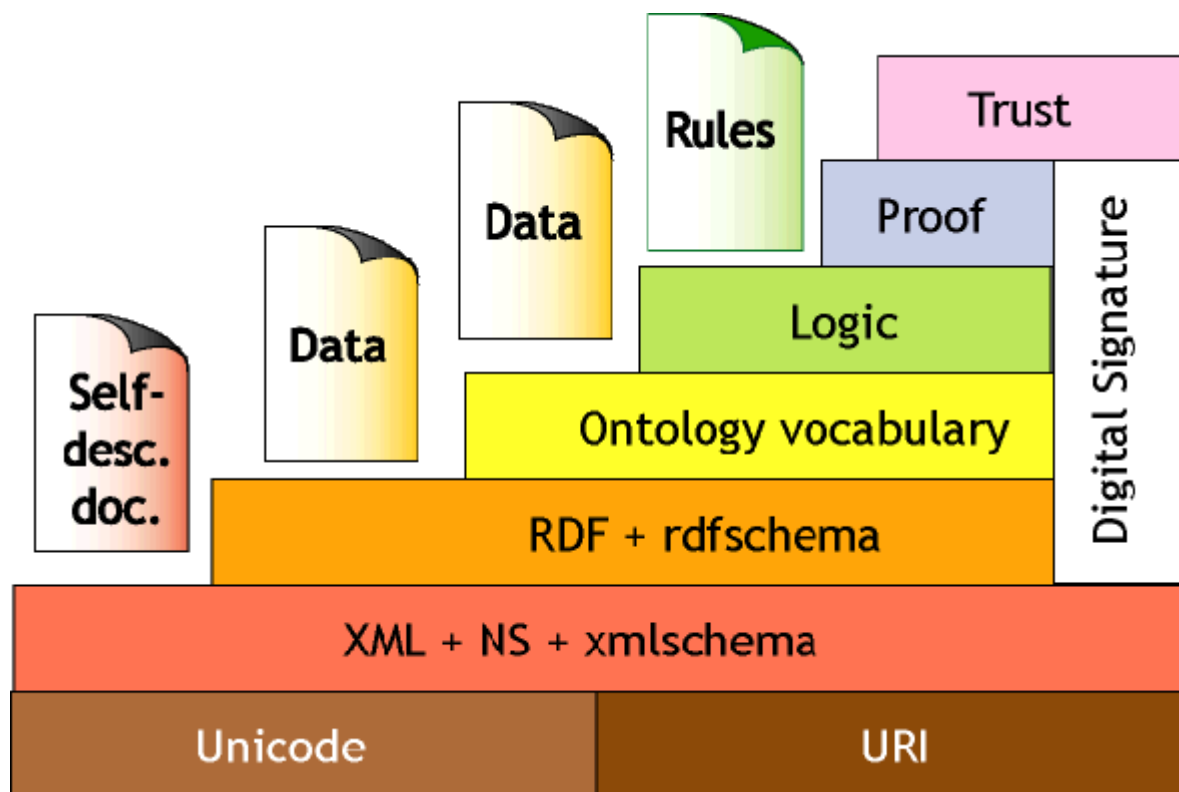 Rules
Trust
Data
Proof
Data
Logic
Self-
desc.
doc.
Ontology vocabulary
Digital Signature
RDF + rdfschema
XML + NS + xmlschema
Unicode
URI